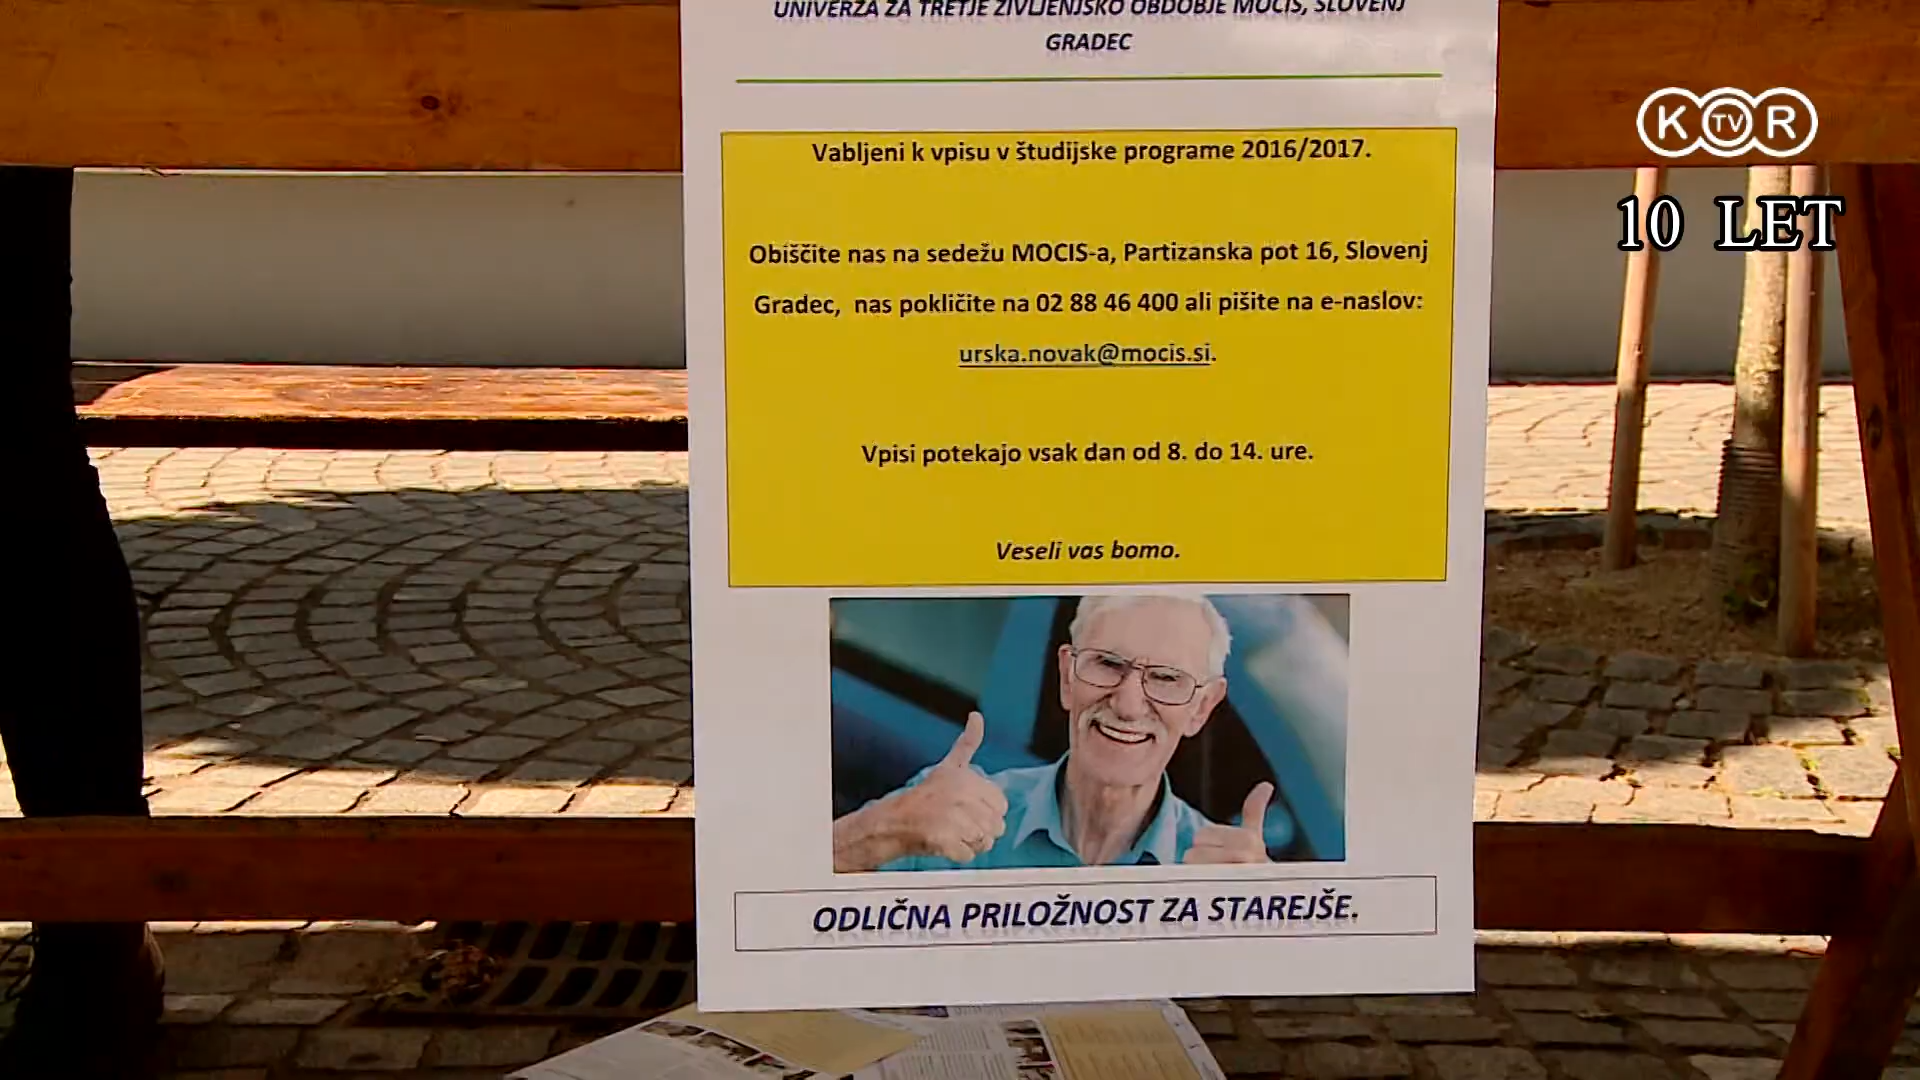 UNIVERZA ZA TRETJE ŽIVLJENJSKO OBDOBJE MOCIS, SLOVENJ
GRADEC
Vabljeni k vpisu v študijske programe 2016/2017.
Obiščite nas na sedežu MOCIS-a, Partizanska pot 16, Slovenj
Gradec, nas pokličite na 02 88 46 400 ali pišite na e-naslov:
urska.novak@mocis.si.
Vpisi potekajo vsak dan od 8. do 14. ure.
Veseli vas bomo.
ODLIČNA PRILOŽNOST ZA STAREJŠE.
K TV R
10 LET